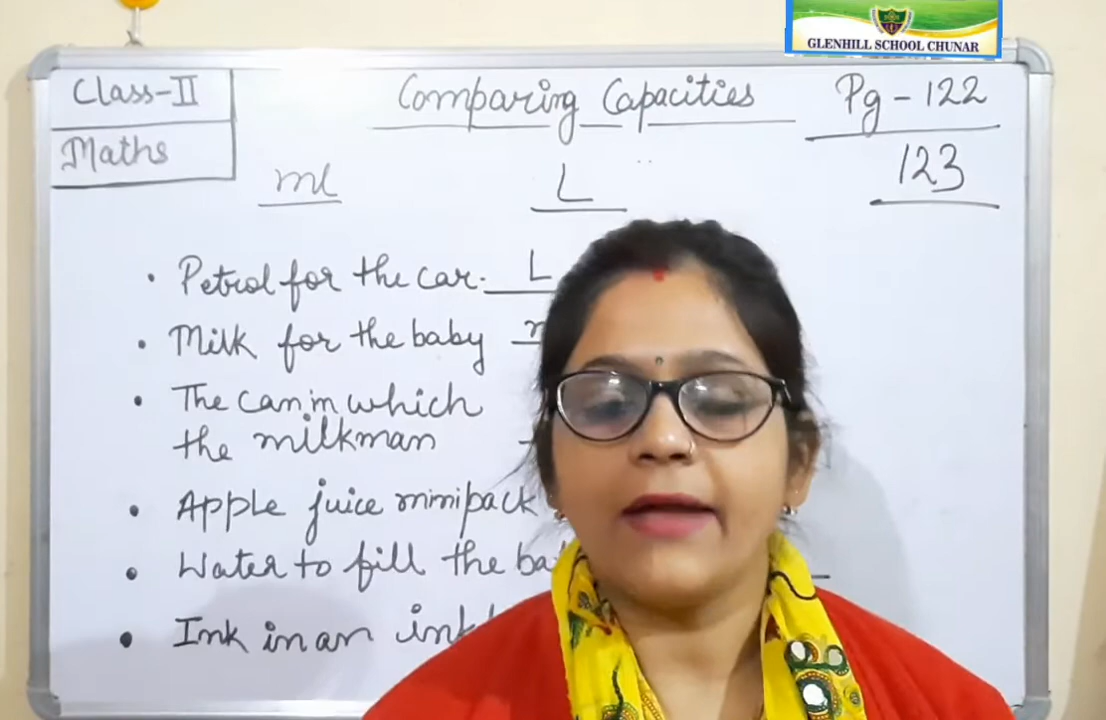 GLENHILL SCHOOL CHUNAR
Class-II
Comparing Capacities
Pg - 122
Maths
123
ml
L
• Petrol for the car. L
• Milk for the baby
• The can in which
the milkman
• Apple juice minipack
• Water to fill the
• Ink in an